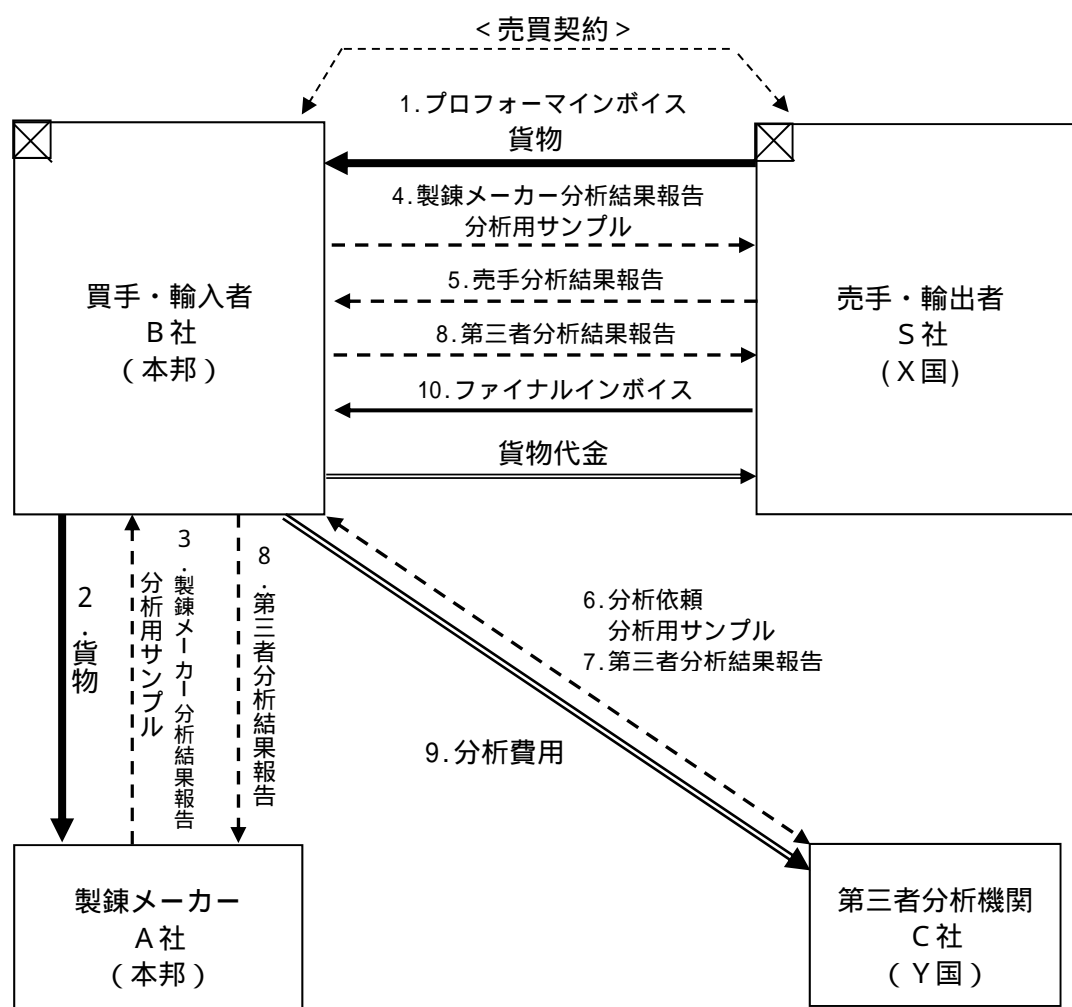 ＜売買契約＞
1.プロフォーマインボイス
貨物
4.製錬メーカー分析結果報告
分析用サンプル
5.売手分析結果報告
8.第三者分析結果報告
10.ファイナルインボイス
貨物代金
買手・輸入者
B社
（本邦）
売手・輸出者
S社
(X国)
2.貨物
3.製錬メーカー分析結果報告
分析用サンプル
8.第三者分析結果報告
6.分析依頼
分析用サンプル
7.第三者分析結果報告
9.分析費用
製錬メーカー
A社
（本邦）
第三者分析機関
C社
（Y国）